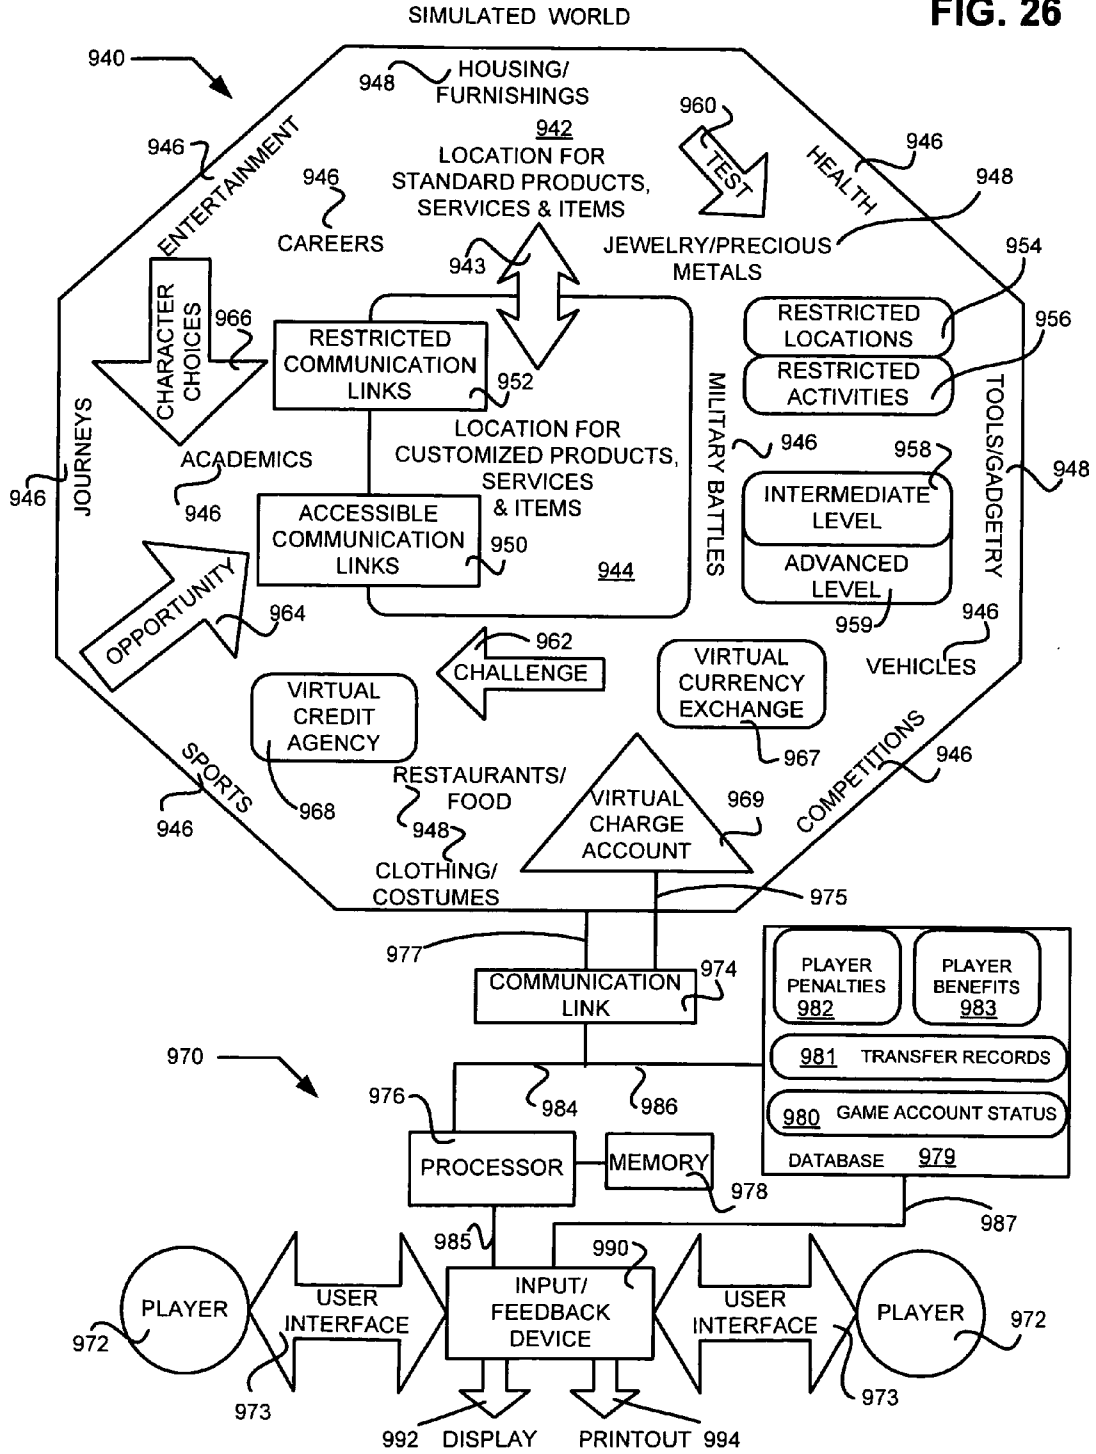 SIMULATED WORLD
FIG. 26
940
948
HOUSING/
FURNISHINGS
942
LOCATION FOR
STANDARD PRODUCTS,
SERVICES & ITEMS
960
TEST
946
HEALTH
948
946
ENTERTAINMENT
946
CAREERS
943
JEWELRY/PRECIOUS
METALS
954
RESTRICTED
LOCATIONS
956
RESTRICTED
ACTIVITIES
CHARACTER
CHOICES
966
RESTRICTED
COMMUNICATION
LINKS
952
LOCATION FOR
CUSTOMIZED PRODUCTS,
SERVICES
& ITEMS
944
MILITARY BATTLES
946
TOOLS/GADGETRY
948
JOURNEYS
946
ACADEMICS
946
ACCESSIBLE
COMMUNICATION
LINKS
950
958
INTERMEDIATE
LEVEL
ADVANCED
LEVEL
959
946
VEHICLES
OPPORTUNITY
964
962
CHALLENGE
VIRTUAL
CURRENCY
EXCHANGE
967
VIRTUAL
CREDIT
AGENCY
968
SPORTS
946
COMPETITIONS
946
RESTAURANTS/
FOOD
948
CLOTHING/
COSTUMES
VIRTUAL
CHARGE
ACCOUNT
969
975
977
COMMUNICATION
LINK
974
PLAYER
PENALTIES
982
PLAYER
BENEFITS
983
981 TRANSFER RECORDS
980 GAME ACCOUNT STATUS
DATABASE 979
970
984
986
976
PROCESSOR
MEMORY
978
987
985
990
INPUT/
FEEDBACK
DEVICE
PLAYER
972
USER
INTERFACE
973
USER
INTERFACE
973
PLAYER
972
992 DISPLAY
PRINTOUT 994